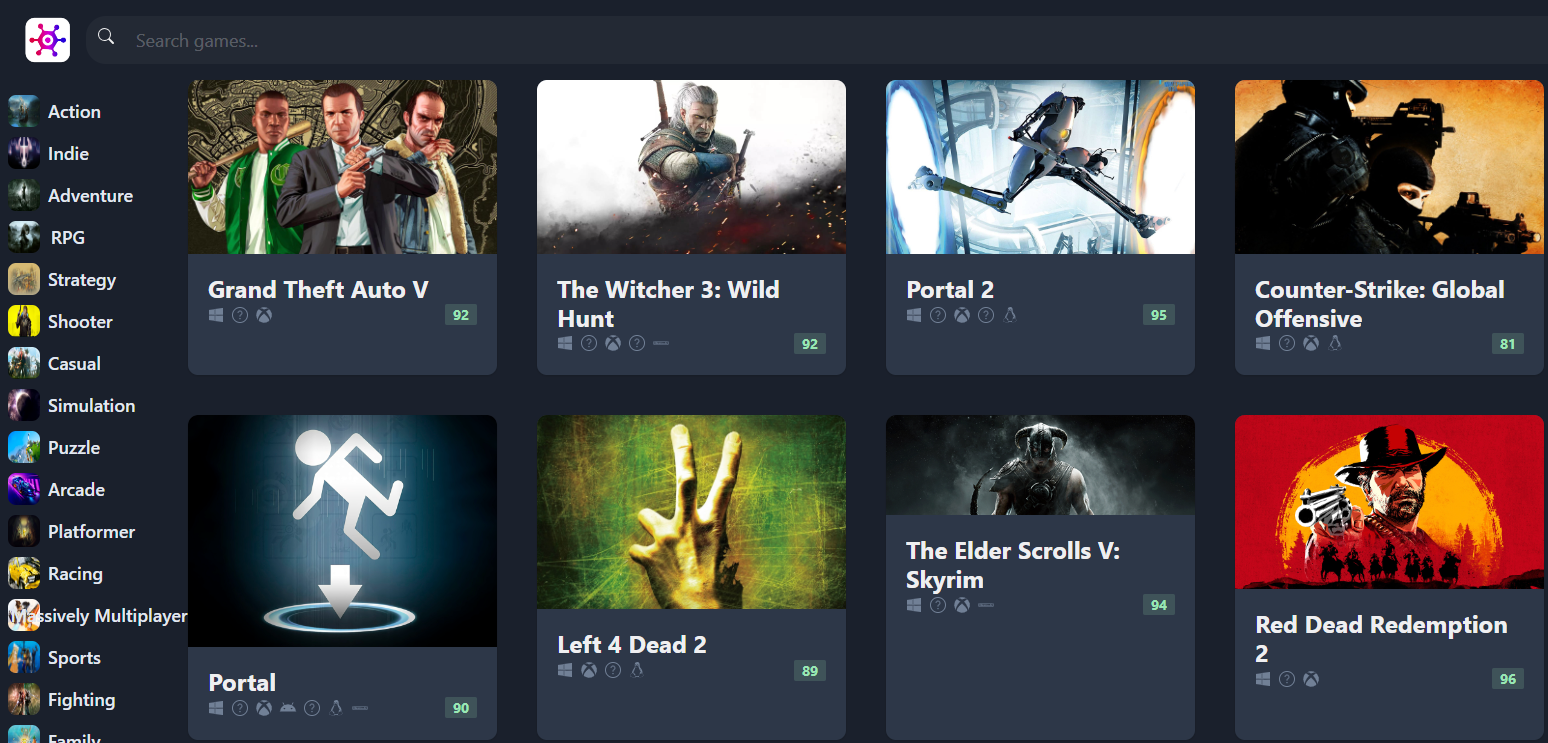 Search games...
Action
Indie
Adventure
RPG
Strategy
Shooter
Casual
Simulation
Puzzle
Arcade
Platformer
Racing
Massively Multiplayer
Sports
Fighting
Family
Grand Theft Auto V
92
The Witcher 3: Wild
Hunt
92
Portal 2
95
Counter-Strike: Global
Offensive
81
Portal
90
Left 4 Dead 2
89
The Elder Scrolls V:
Skyrim
94
Red Dead Redemption
2
96